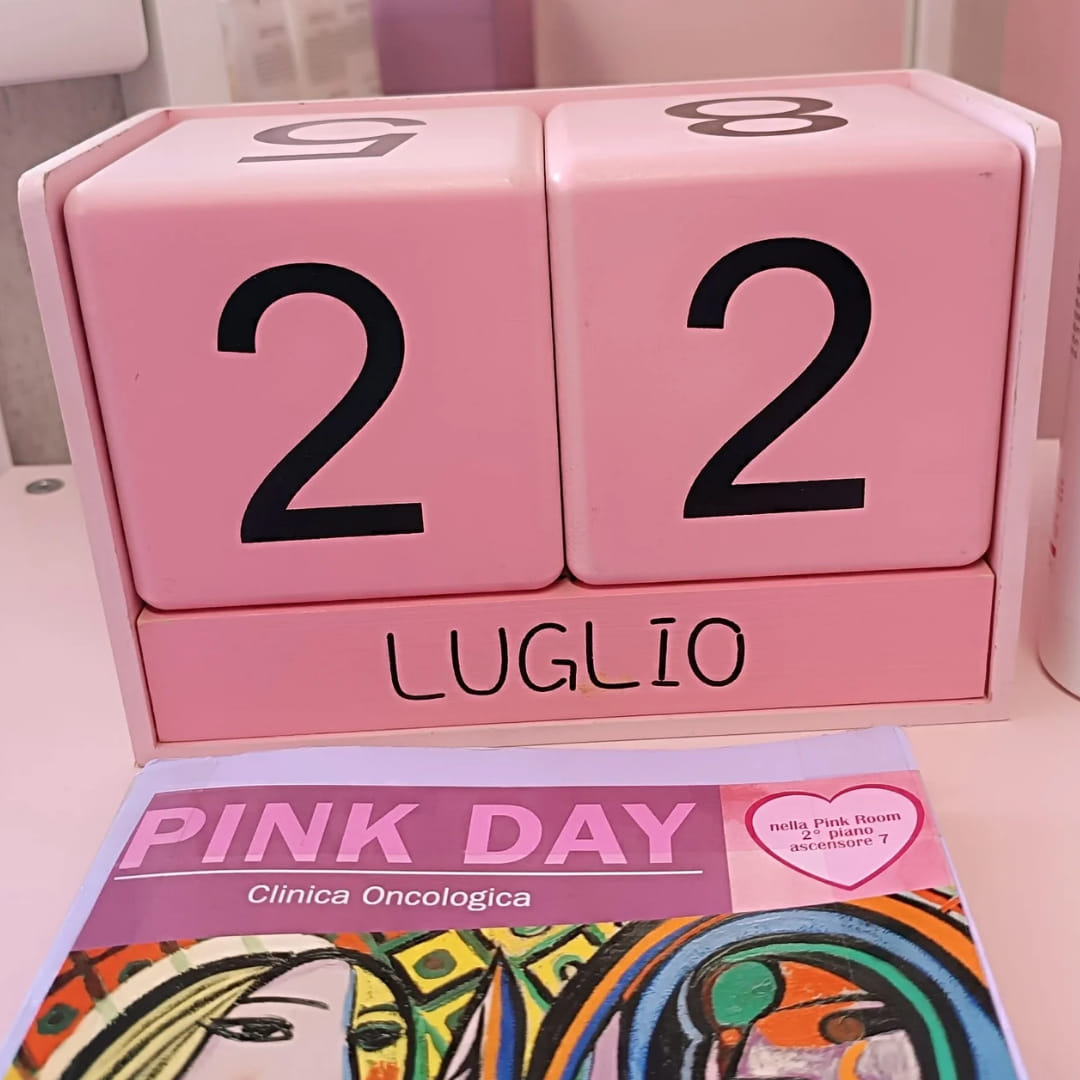 5 8
2 2
LUGLIO
PINK DAY
Clinica Oncologica
nella Pink Room
2° piano
ascensore 7